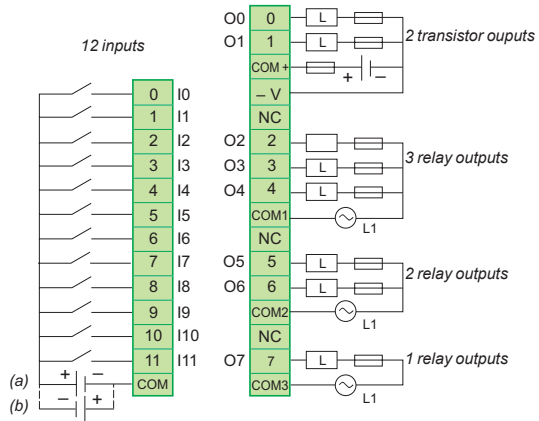 12 inputs
0 I0
1 I1
2 I2
3 I3
4 I4
5 I5
6 I6
7 I7
8 I8
9 I9
10 I10
11 I11
(a) + − COM
(b) − +
O0 0 L
O1 1 L
2 transistor ouputs
COM + + −
– V
NC
O2 2
O3 3 L
3 relay outputs
O4 4 L
COM1 L1
NC
O5 5 L
2 relay outputs
O6 6 L
COM2 L1
NC
O7 7 L
1 relay outputs
COM3 L1